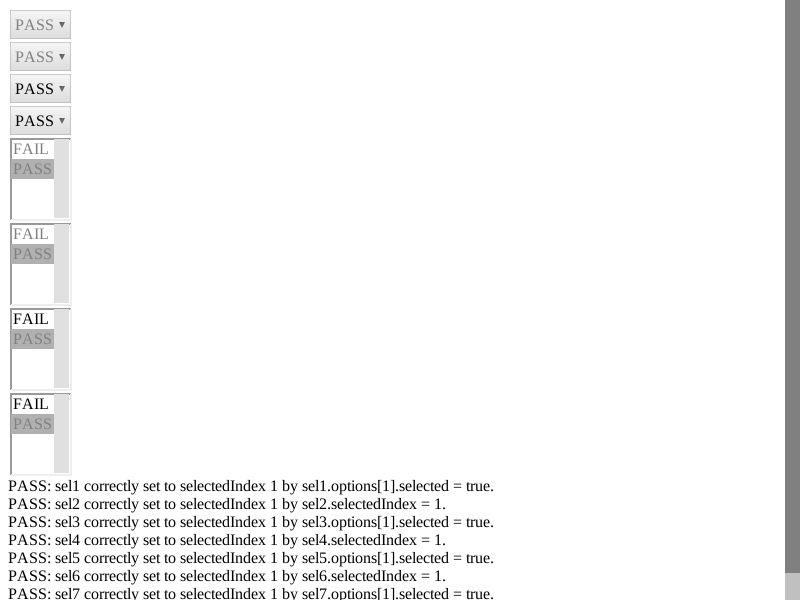 PASS
PASS
PASS
PASS
FAIL
PASS
FAIL
PASS
FAIL
PASS
FAIL
PASS
PASS: sel1 correctly set to selectedIndex 1 by sel1.options[1].selected = true.
PASS: sel2 correctly set to selectedIndex 1 by sel2.selectedIndex = 1.
PASS: sel3 correctly set to selectedIndex 1 by sel3.options[1].selected = true.
PASS: sel4 correctly set to selectedIndex 1 by sel4.selectedIndex = 1.
PASS: sel5 correctly set to selectedIndex 1 by sel5.options[1].selected = true.
PASS: sel6 correctly set to selectedIndex 1 by sel6.selectedIndex = 1.
PASS: sel7 correctly set to selectedIndex 1 by sel7.options[1].selected = true.